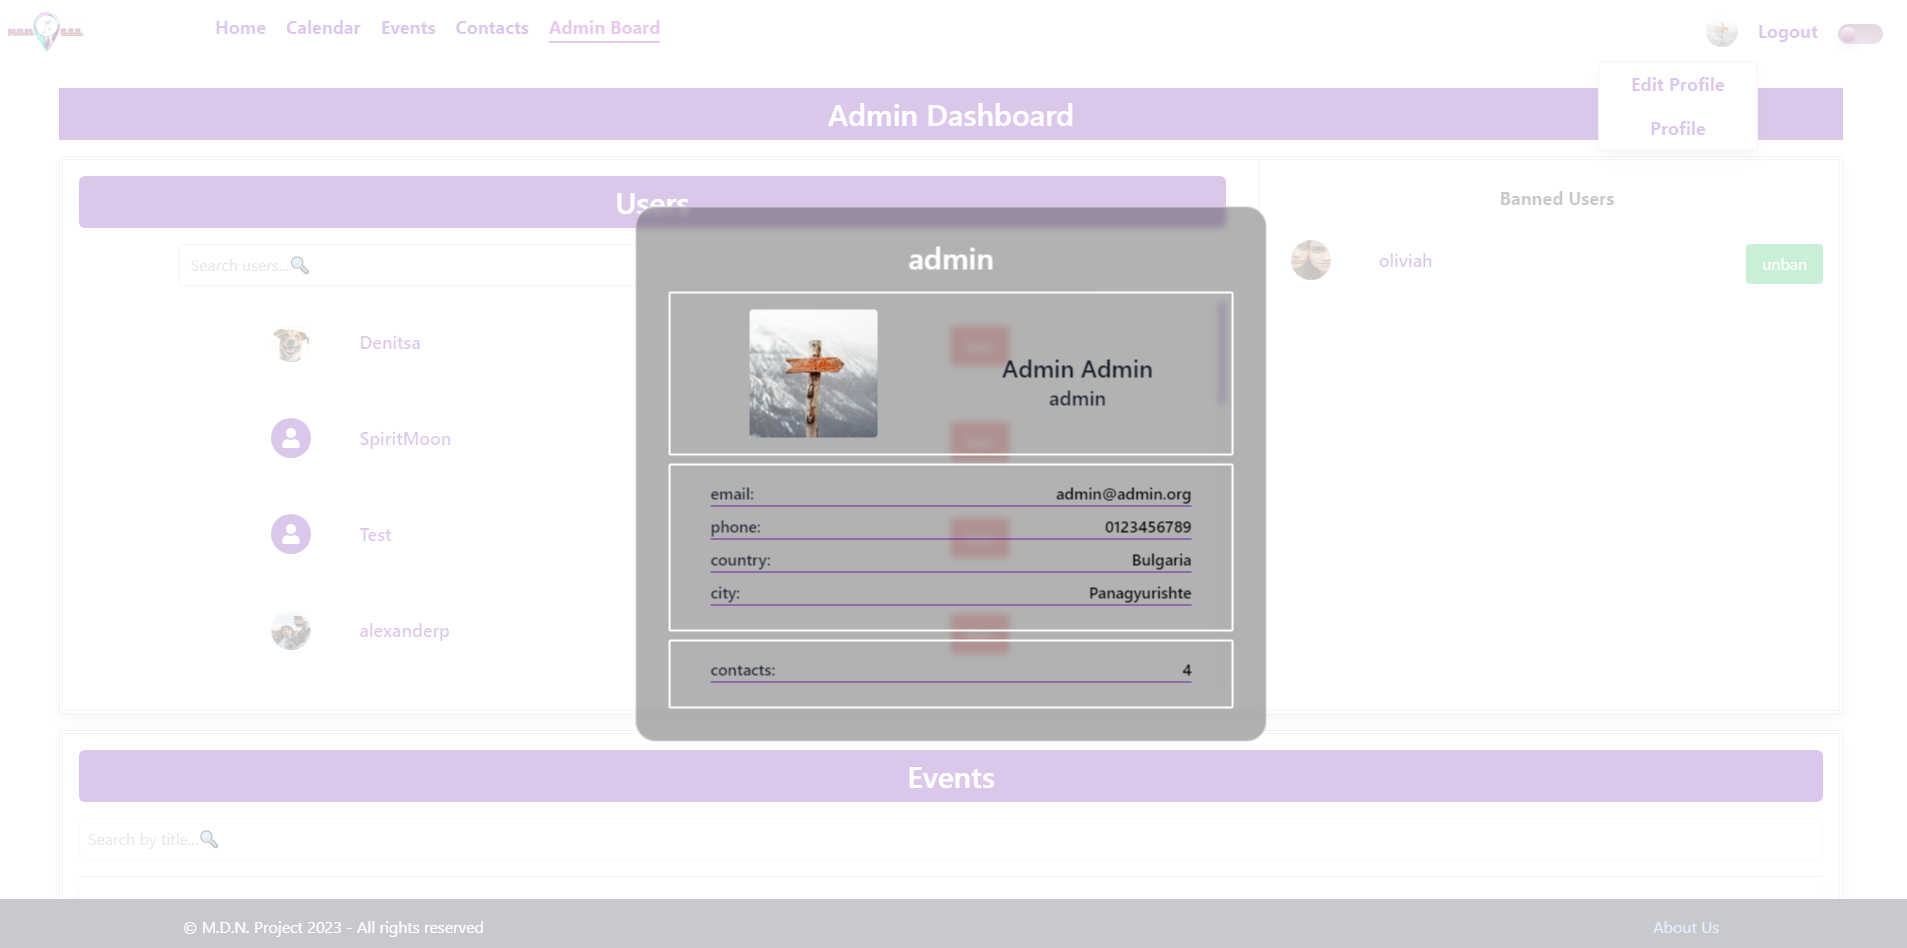 Home Calendar Events Contacts Admin Board
Logout
Edit Profile
Profile
Admin Dashboard
Users
Search users...🔍
Denitsa
SpiritMoon
Test
alexanderp
Banned Users
oliviah
unban
admin
Admin Admin
admin
email: admin@admin.org
phone: 0123456789
country: Bulgaria
city: Panagyurishte
contacts: 4
Events
Search by title...🔍
© M.D.N. Project 2023 - All rights reserved
About Us